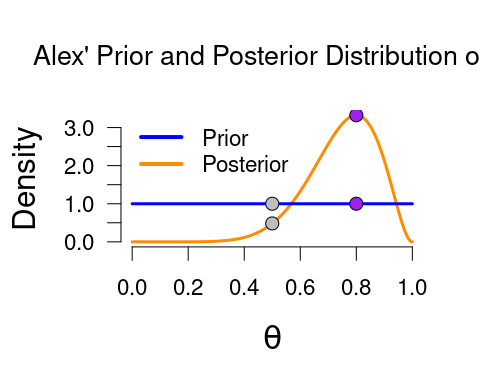 Alex' Prior and Posterior Distribution o
Density
3.0
2.0
1.0
0.0
Prior
Posterior
0.0 0.2 0.4 0.6 0.8 1.0
θ